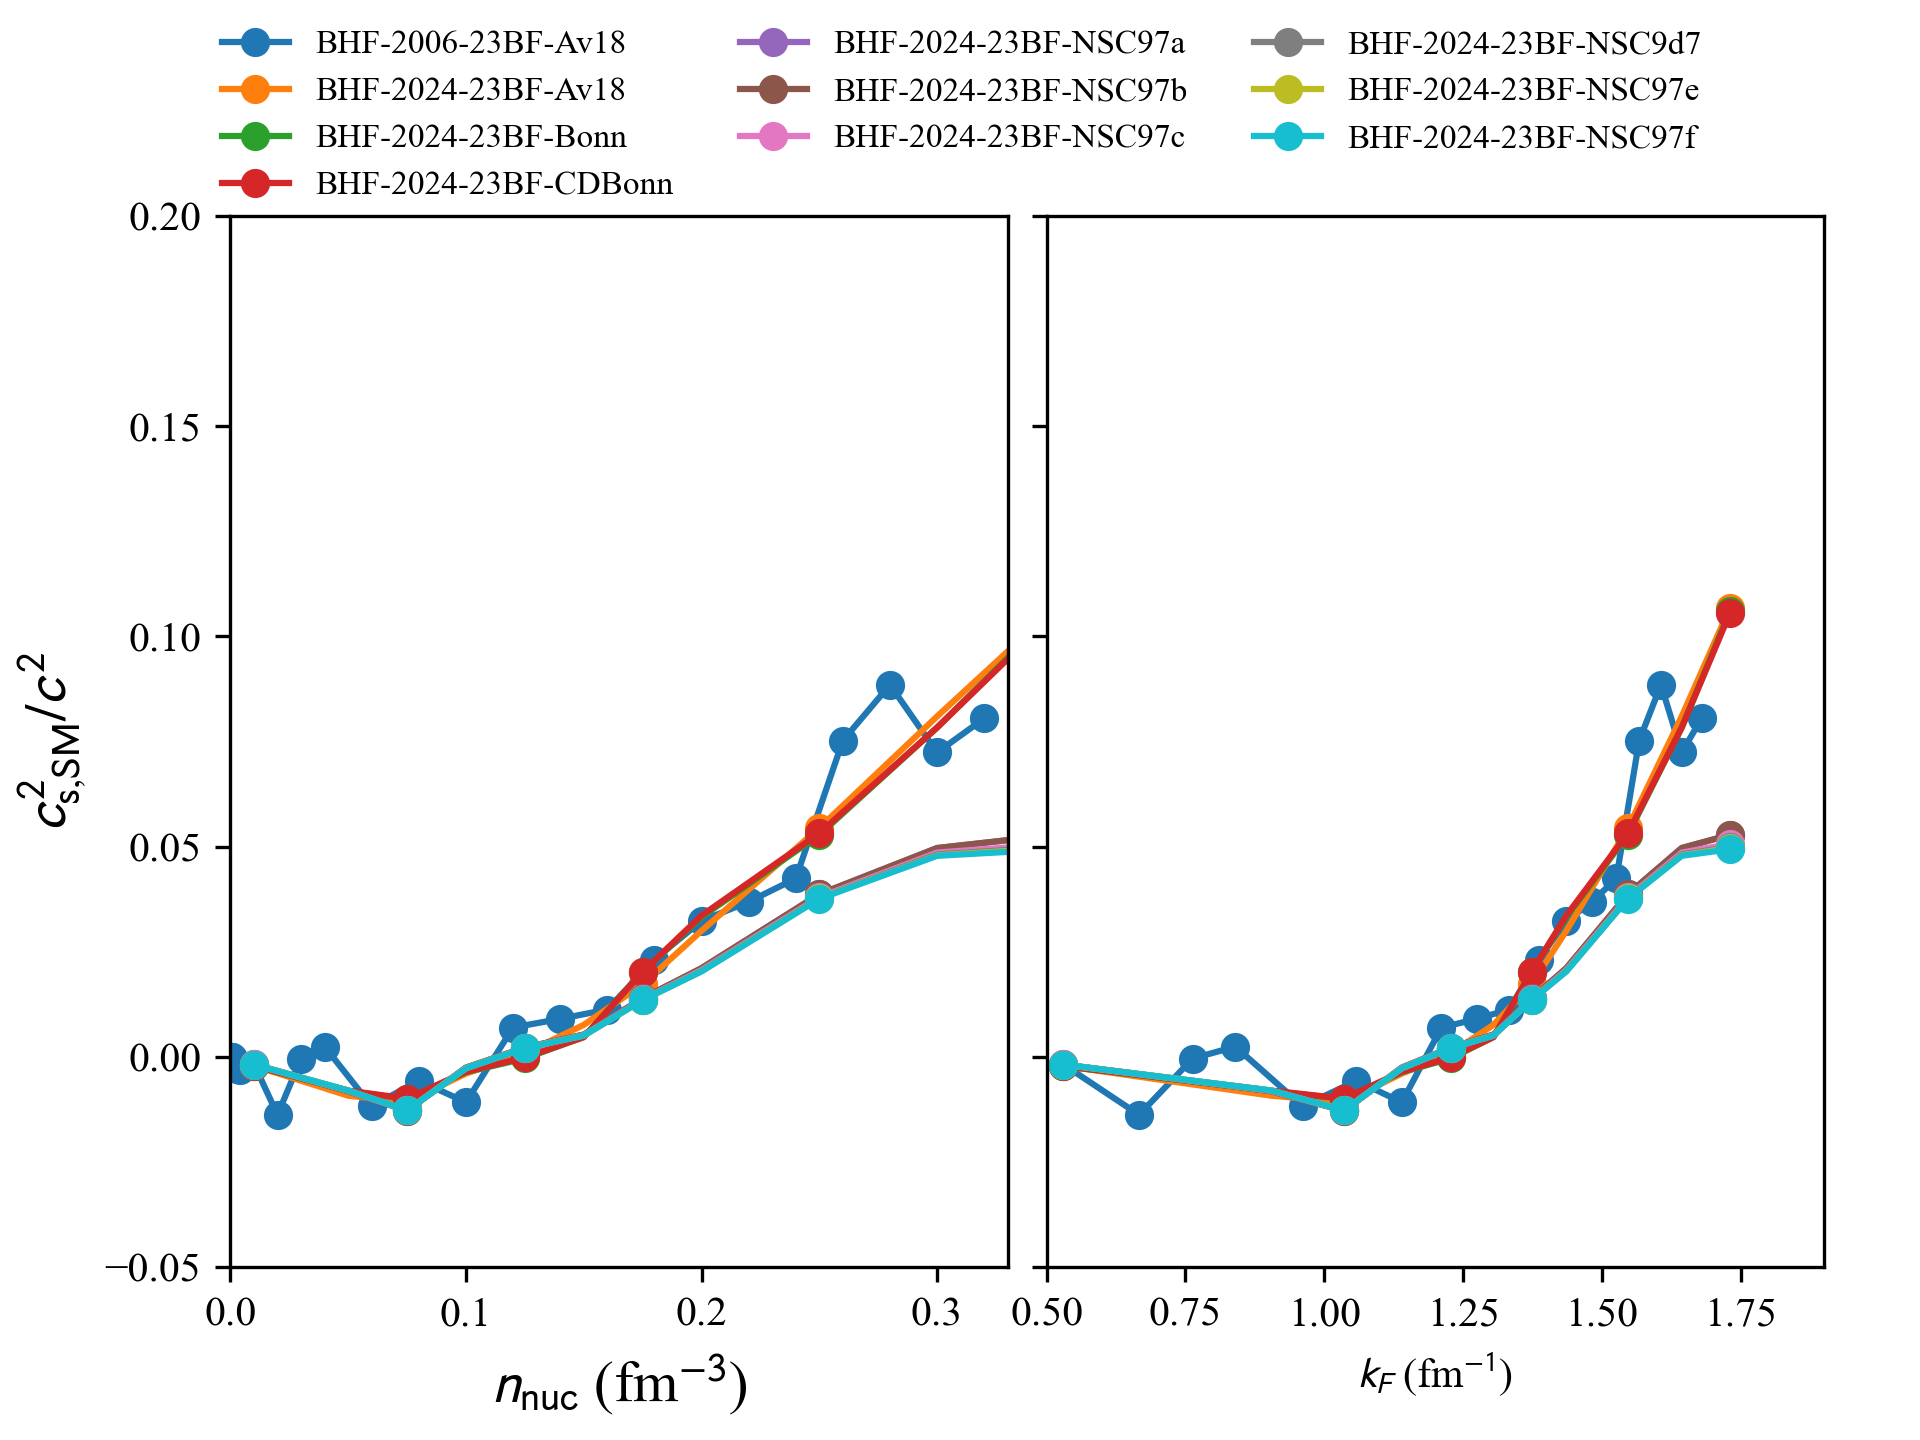 BHF-2006-23BF-Av18
BHF-2024-23BF-Av18
BHF-2024-23BF-Bonn
BHF-2024-23BF-CDBonn
BHF-2024-23BF-NSC97a
BHF-2024-23BF-NSC97b
BHF-2024-23BF-NSC97c
BHF-2024-23BF-NSC9d7
BHF-2024-23BF-NSC97e
BHF-2024-23BF-NSC97f
0.20
0.15
0.10
0.05
0.00
−0.05
c²s,SM/c²
0.0 0.1 0.2 0.3
n_nuc (fm⁻³)
0.50 0.75 1.00 1.25 1.50 1.75
k_F (fm⁻¹)